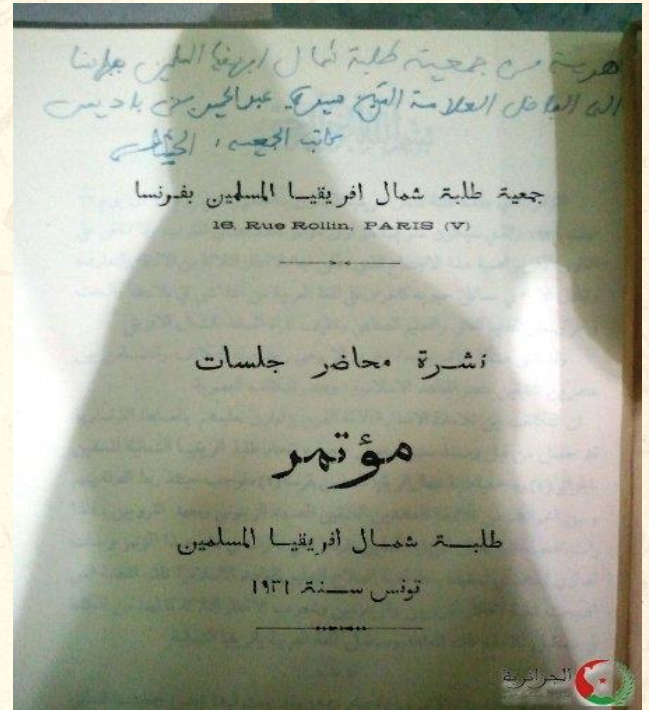 هدية من جمعية طلبة شمال افريقيا المسلمين بفرنسا
الى الفاضل العلامة الشيخ سيدي عبد الحميد بن باديس
كاتب الجمعية:
جمعية طلبة شمال افريقيا المسلمين بفرنسا
16, Rue Rollin, PARIS (V)
نشرة محاضر جلسات
مؤتمر
طلبة شمال افريقيا المسلمين
تونس سنة ١٩٣١
الجزائرية